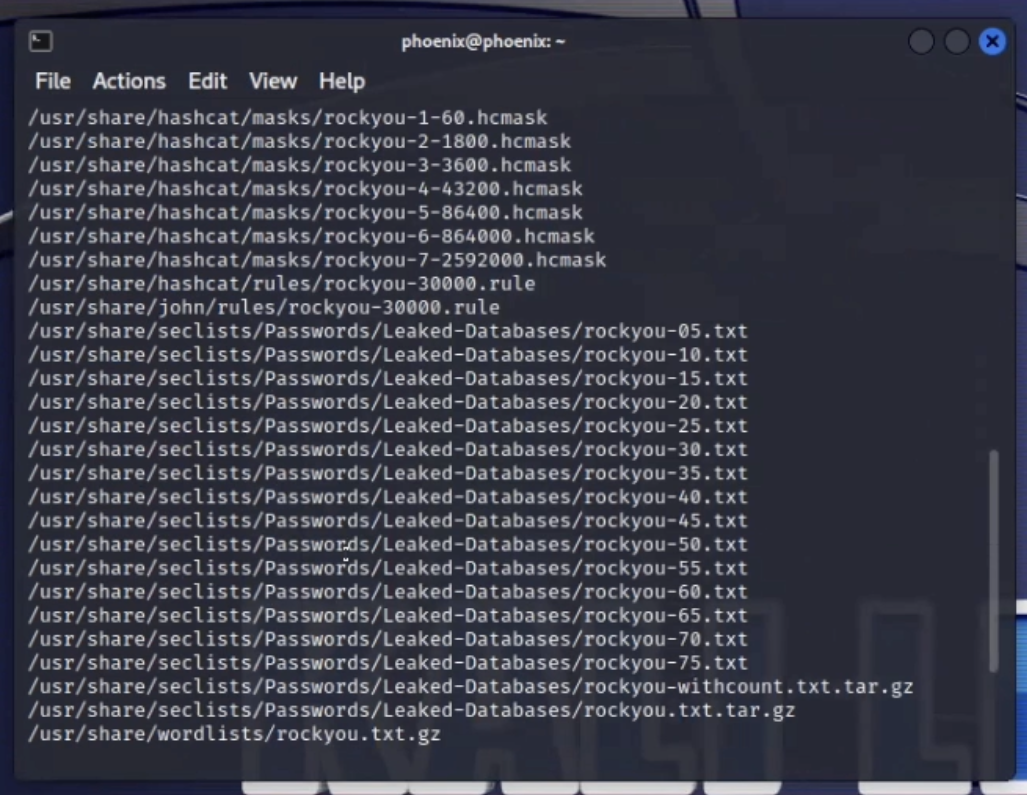 phoenix@phoenix: ~
File Actions Edit View Help
/usr/share/hashcat/masks/rockyou-1-60.hcmask
/usr/share/hashcat/masks/rockyou-2-1800.hcmask
/usr/share/hashcat/masks/rockyou-3-3600.hcmask
/usr/share/hashcat/masks/rockyou-4-43200.hcmask
/usr/share/hashcat/masks/rockyou-5-86400.hcmask
/usr/share/hashcat/masks/rockyou-6-864000.hcmask
/usr/share/hashcat/masks/rockyou-7-2592000.hcmask
/usr/share/hashcat/rules/rockyou-30000.rule
/usr/share/john/rules/rockyou-30000.rule
/usr/share/seclists/Passwords/Leaked-Databases/rockyou-05.txt
/usr/share/seclists/Passwords/Leaked-Databases/rockyou-10.txt
/usr/share/seclists/Passwords/Leaked-Databases/rockyou-15.txt
/usr/share/seclists/Passwords/Leaked-Databases/rockyou-20.txt
/usr/share/seclists/Passwords/Leaked-Databases/rockyou-25.txt
/usr/share/seclists/Passwords/Leaked-Databases/rockyou-30.txt
/usr/share/seclists/Passwords/Leaked-Databases/rockyou-35.txt
/usr/share/seclists/Passwords/Leaked-Databases/rockyou-40.txt
/usr/share/seclists/Passwords/Leaked-Databases/rockyou-45.txt
/usr/share/seclists/Passwords/Leaked-Databases/rockyou-50.txt
/usr/share/seclists/Passwords/Leaked-Databases/rockyou-55.txt
/usr/share/seclists/Passwords/Leaked-Databases/rockyou-60.txt
/usr/share/seclists/Passwords/Leaked-Databases/rockyou-65.txt
/usr/share/seclists/Passwords/Leaked-Databases/rockyou-70.txt
/usr/share/seclists/Passwords/Leaked-Databases/rockyou-75.txt
/usr/share/seclists/Passwords/Leaked-Databases/rockyou-withcount.txt.tar.gz
/usr/share/seclists/Passwords/Leaked-Databases/rockyou.txt.tar.gz
/usr/share/wordlists/rockyou.txt.gz